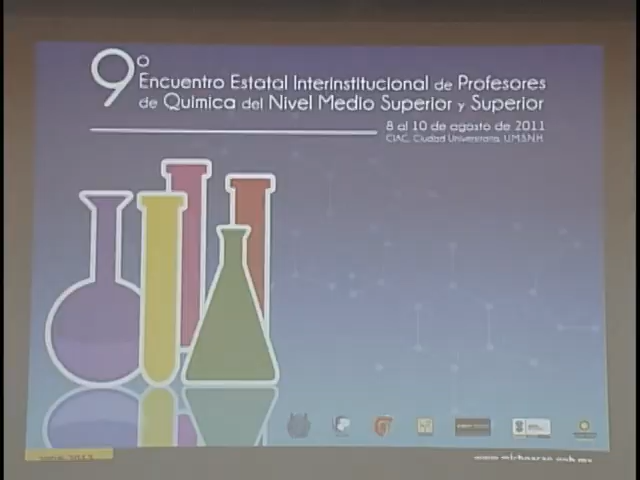 9º
Encuentro Estatal Interinstitucional de Profesores
de Química del Nivel Medio Superior y Superior
8 al 10 de agosto de 2011
CIAC, Ciudad Universitaria, U.M.S.N.H.